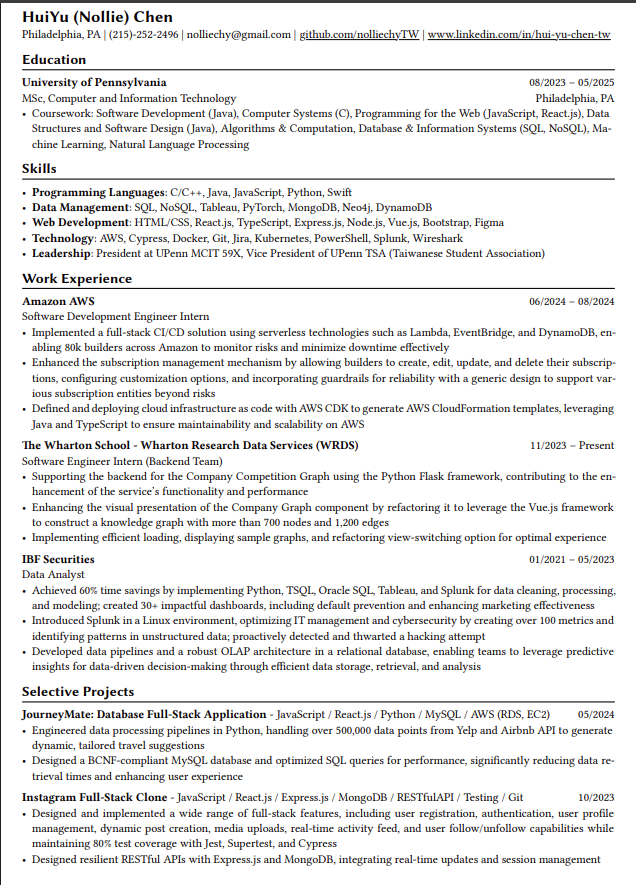 HuiYu (Nollie) Chen
Philadelphia, PA | (215)-252-2496 | nolliechy@gmail.com | github.com/nolliechyTW | www.linkedin.com/in/hui-yu-chen-tw
Education
University of Pennsylvania 08/2023 – 05/2025
MSc, Computer and Information Technology Philadelphia, PA
• Coursework: Software Development (Java), Computer Systems (C), Programming for the Web (JavaScript, React.js), Data
Structures and Software Design (Java), Algorithms & Computation, Database & Information Systems (SQL, NoSQL), Ma-
chine Learning, Natural Language Processing
Skills
• Programming Languages: C/C++, Java, JavaScript, Python, Swift
• Data Management: SQL, NoSQL, Tableau, PyTorch, MongoDB, Neo4j, DynamoDB
• Web Development: HTML/CSS, React.js, TypeScript, Express.js, Node.js, Vue.js, Bootstrap, Figma
• Technology: AWS, Cypress, Docker, Git, Jira, Kubernetes, PowerShell, Splunk, Wireshark
• Leadership: President at UPenn MCIT 59X, Vice President of UPenn TSA (Taiwanese Student Association)
Work Experience
Amazon AWS 06/2024 – 08/2024
Software Development Engineer Intern
• Implemented a full-stack CI/CD solution using serverless technologies such as Lambda, EventBridge, and DynamoDB, en-
abling 80k builders across Amazon to monitor risks and minimize downtime effectively
• Enhanced the subscription management mechanism by allowing builders to create, edit, update, and delete their subscrip-
tions, configuring customization options, and incorporating guardrails for reliability with a generic design to support var-
ious subscription entities beyond risks
• Defined and deploying cloud infrastructure as code with AWS CDK to generate AWS CloudFormation templates, leveraging
Java and TypeScript to ensure maintainability and scalability on AWS
The Wharton School - Wharton Research Data Services (WRDS) 11/2023 – Present
Software Engineer Intern (Backend Team)
• Supporting the backend for the Company Competition Graph using the Python Flask framework, contributing to the en-
hancement of the service's functionality and performance
• Enhancing the visual presentation of the Company Graph component by refactoring it to leverage the Vue.js framework
to construct a knowledge graph with more than 700 nodes and 1,200 edges
• Implementing efficient loading, displaying sample graphs, and refactoring view-switching option for optimal experience
IBF Securities 01/2021 – 05/2023
Data Analyst
• Achieved 60% time savings by implementing Python, TSQL, Oracle SQL, Tableau, and Splunk for data cleaning, processing,
and modeling; created 30+ impactful dashboards, including default prevention and enhancing marketing effectiveness
• Introduced Splunk in a Linux environment, optimizing IT management and cybersecurity by creating over 100 metrics and
identifying patterns in unstructured data; proactively detected and thwarted a hacking attempt
• Developed data pipelines and a robust OLAP architecture in a relational database, enabling teams to leverage predictive
insights for data-driven decision-making through efficient data storage, retrieval, and analysis
Selective Projects
JourneyMate: Database Full-Stack Application - JavaScript / React.js / Python / MySQL / AWS (RDS, EC2) 05/2024
• Engineered data processing pipelines in Python, handling over 500,000 data points from Yelp and Airbnb API to generate
dynamic, tailored travel suggestions
• Designed a BCNF-compliant MySQL database and optimized SQL queries for performance, significantly reducing data re-
trieval times and enhancing user experience
Instagram Full-Stack Clone - JavaScript / React.js / Express.js / MongoDB / RESTfulAPI / Testing / Git 10/2023
• Designed and implemented a wide range of full-stack features, including user registration, authentication, user profile
management, dynamic post creation, media uploads, real-time activity feed, and user follow/unfollow capabilities while
maintaining 80% test coverage with Jest, Supertest, and Cypress
• Designed resilient RESTful APIs with Express.js and MongoDB, integrating real-time updates and session management